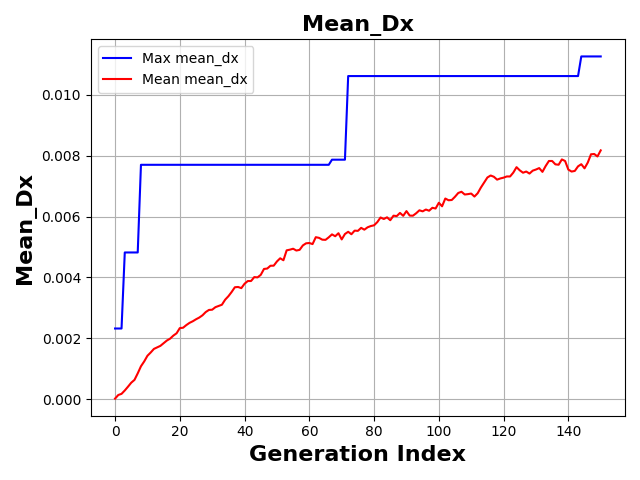 Mean_Dx
Max mean_dx
Mean mean_dx
Mean_Dx
0.010
0.008
0.006
0.004
0.002
0.000
0 20 40 60 80 100 120 140
Generation Index